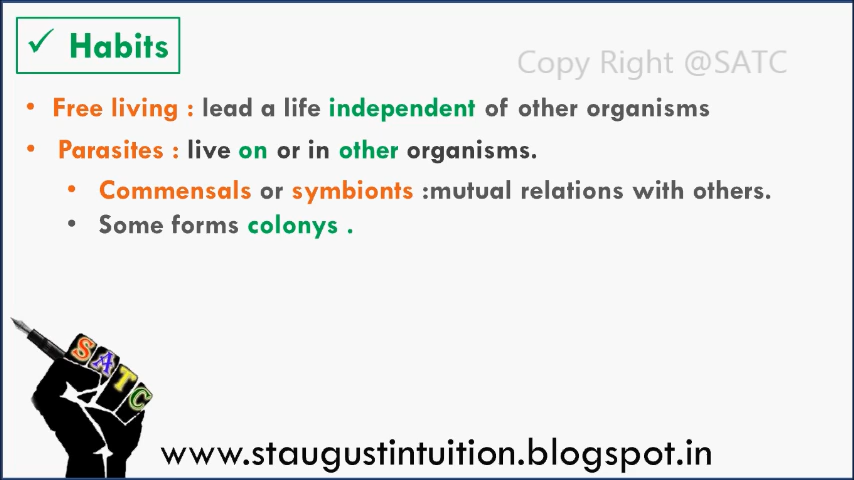 ✓ Habits
Copy Right @SATC
• Free living : lead a life independent of other organisms
• Parasites : live on or in other organisms.
• Commensals or symbionts :mutual relations with others.
• Some forms colonys .
SATC
www.staugustintuition.blogspot.in